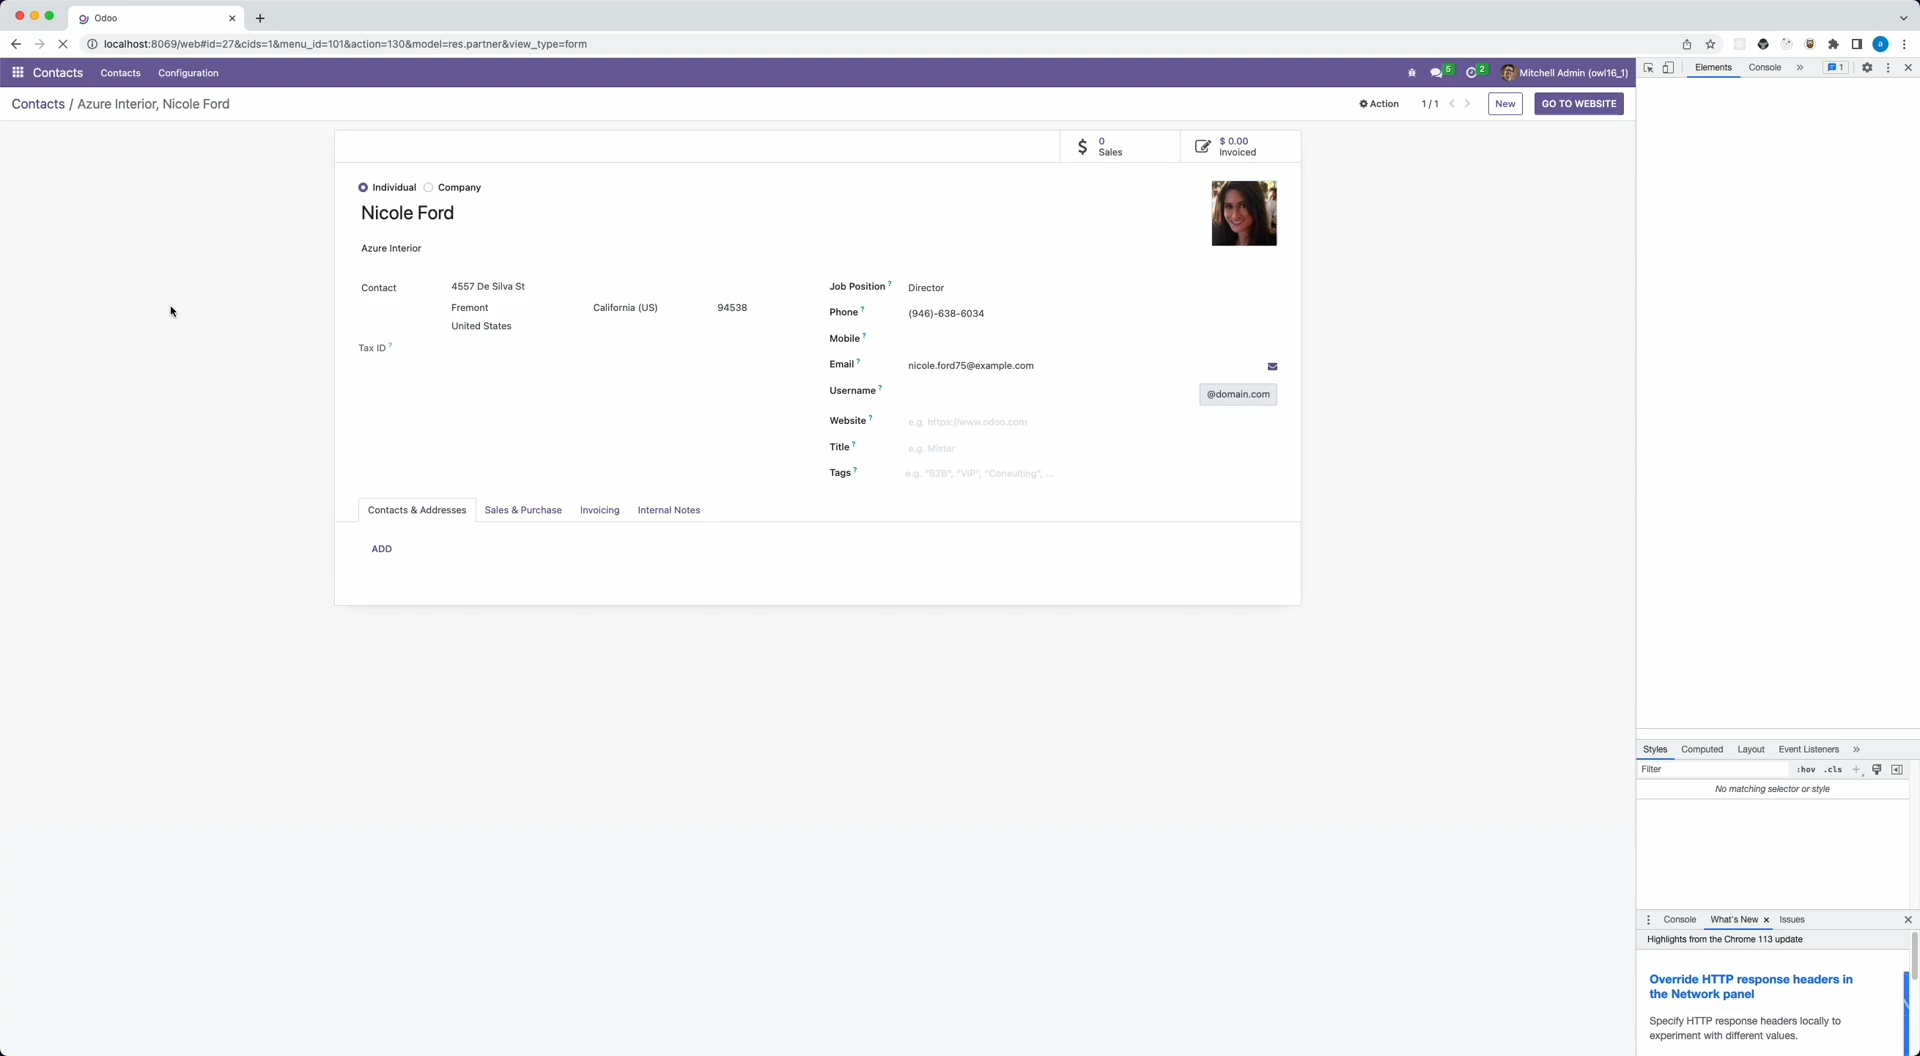 Odoo
localhost:8069/web#id=27&cids=1&menu_id=101&action=130&model=res.partner&view_type=form
a
Contacts Contacts Configuration 5 2 Mitchell Admin (owl16_1)
Elements Console » 1
Contacts / Azure Interior, Nicole Ford Action 1 / 1 New GO TO WEBSITE
$ 0 Sales
$ 0.00 Invoiced
Individual Company
Nicole Ford
Azure Interior
Contact 4557 De Silva St
Fremont California (US) 94538
United States
Tax ID ?
Job Position ? Director
Phone ? (946)-638-6034
Mobile ?
Email ? nicole.ford75@example.com
Username ? @domain.com
Website ? e.g. https://www.odoo.com
Title ? e.g. Mister
Tags ? e.g. "B2B", "VIP", "Consulting", ...
Contacts & Addresses Sales & Purchase Invoicing Internal Notes
ADD
Styles Computed Layout Event Listeners »
Filter :hov .cls
No matching selector or style
Console What's New Issues
Highlights from the Chrome 113 update
Override HTTP response headers in
the Network panel
Specify HTTP response headers locally to
experiment with different values.